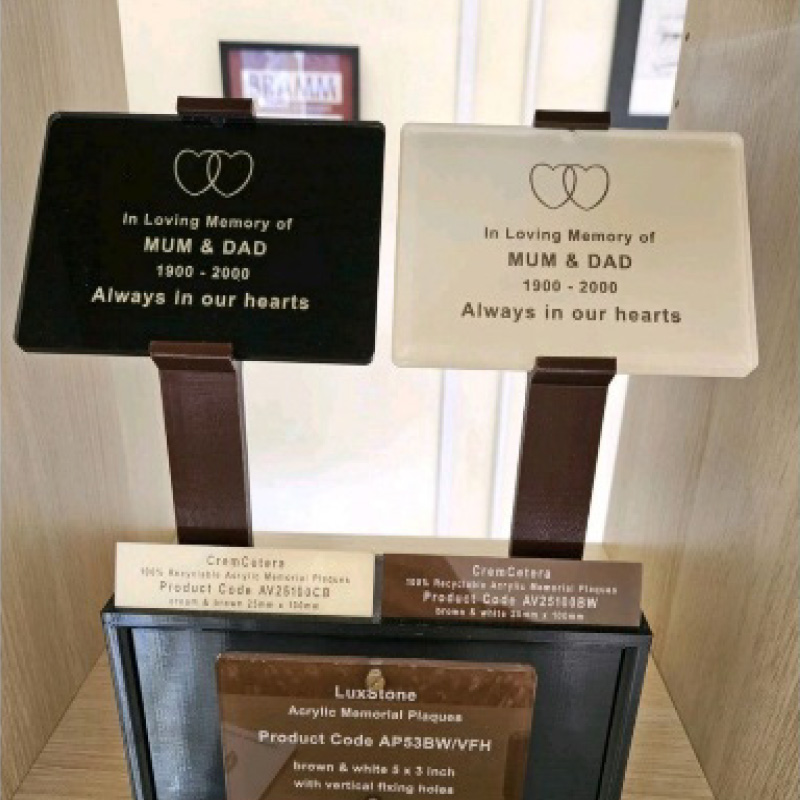 BRAMM
In Loving Memory of
MUM & DAD
1900 - 2000
Always in our hearts
In Loving Memory of
MUM & DAD
1900 - 2000
Always in our hearts
CremCetera
100% Recyclable Acrylic Memorial Plaques
Product Code AV25100CB
cream & brown 25mm x 100mm
CremCetera
100% Recyclable Acrylic Memorial Plaques
Product Code AV25100BW
brown & white 25mm x 100mm
LuxStone
Acrylic Memorial Plaques
Product Code AP53BW/VFH
brown & white 5 x 3 inch
with vertical fixing holes